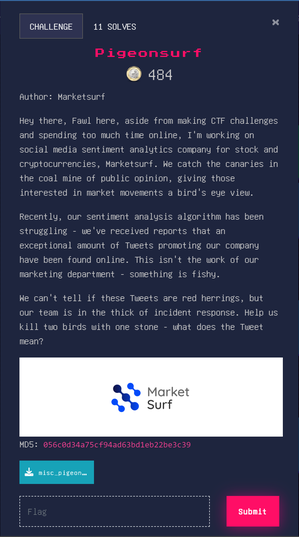 CHALLENGE
11 SOLVES
×
Pigeonsurf
484
Author: Marketsurf
Hey there, Fawl here, aside from making CTF challenges
and spending too much time online, I'm working on
social media sentiment analytics company for stock and
cryptocurrencies, Marketsurf. We catch the canaries in
the coal mine of public opinion, giving those
interested in market movements a bird's eye view.
Recently, our sentiment analysis algorithm has been
struggling - we've received reports that an
exceptional amount of Tweets promoting our company
have been found online. This isn't the work of our
marketing department - something is fishy.
We can't tell if these Tweets are red herrings, but
our team is in the thick of incident response. Help us
kill two birds with one stone - what does the Tweet
mean?
Market
Surf
MD5: 056c0d34a75cf94ad63bd1eb22be3c39
misc_pigeon…
Flag
Submit